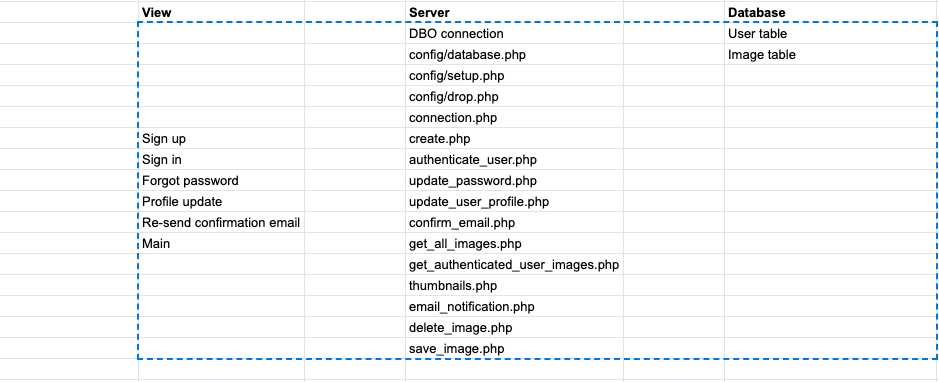 View Server Database
DBO connection User table
config/database.php Image table
config/setup.php
config/drop.php
connection.php
Sign up create.php
Sign in authenticate_user.php
Forgot password update_password.php
Profile update update_user_profile.php
Re-send confirmation email confirm_email.php
Main get_all_images.php
get_authenticated_user_images.php
thumbnails.php
email_notification.php
delete_image.php
save_image.php